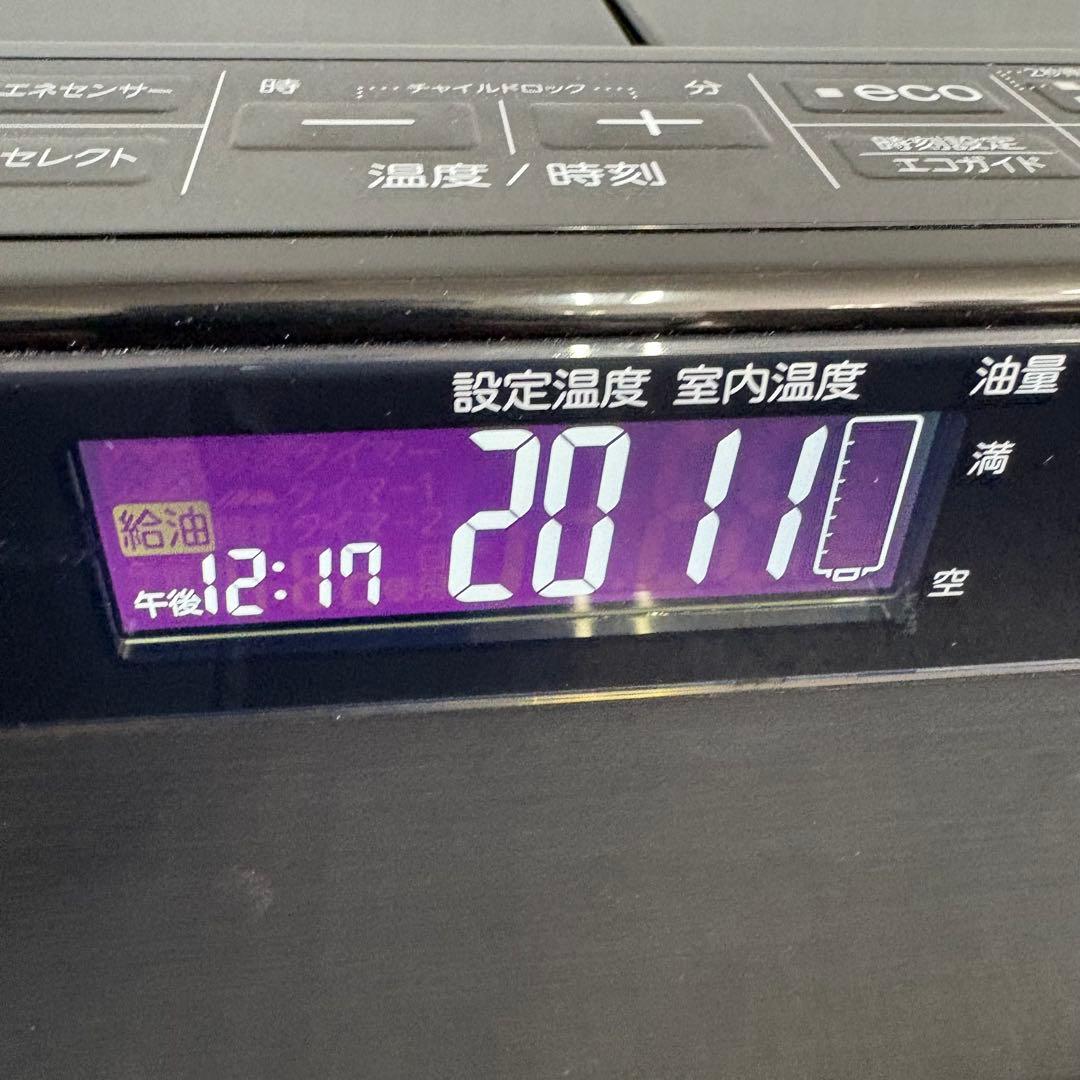 エネセンサー
セレクト
時 チャイルドロック 分
− +
温度 / 時刻
eco
時刻設定
エコガイド
設定温度 室内温度 油量
20 11
満
給油
午後12:17
空